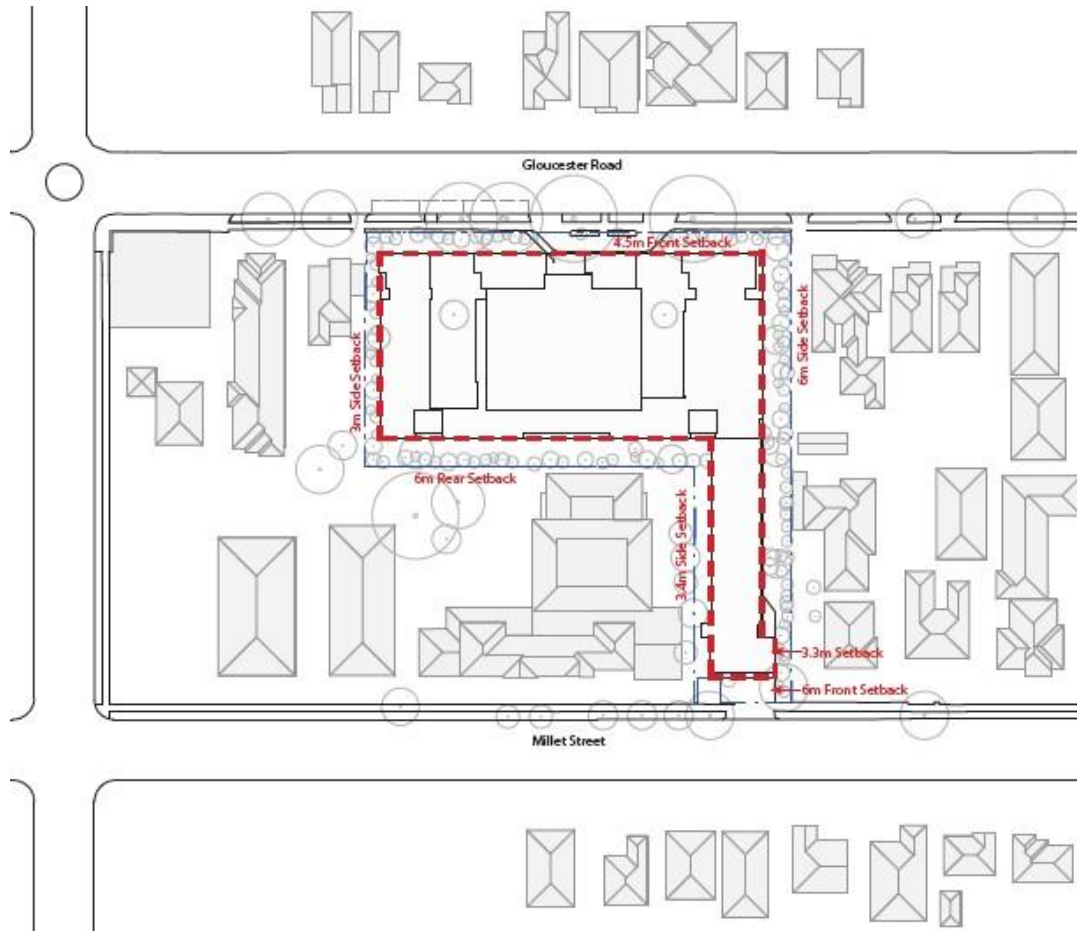 Gloucester Road
4.5m Front Setback
3m Side Setback
6m Side Setback
6m Rear Setback
3.4m Side Setback
3.3m Setback
6m Front Setback
Millet Street